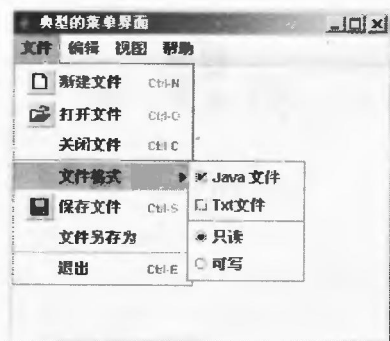 典型的菜单界面
文件 编辑 视图 帮助
新建文件 Ctrl-N
打开文件 Ctrl-O
关闭文件 Ctrl C
文件格式
保存文件 Ctrl-S
文件另存为
退出 Ctrl-E
Java 文件
Txt文件
只读
可写